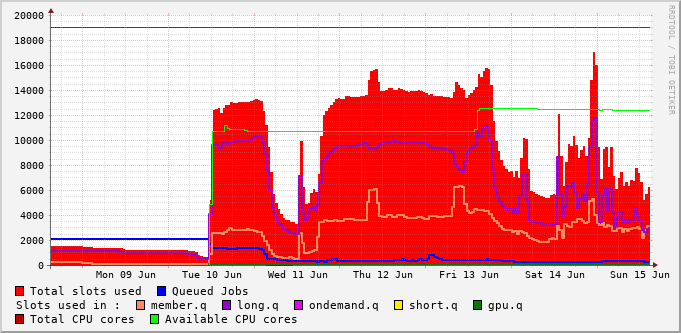 20000
18000
16000
14000
12000
10000
8000
6000
4000
2000
0
Mon 09 Jun Tue 10 Jun Wed 11 Jun Thu 12 Jun Fri 13 Jun Sat 14 Jun Sun 15 Jun
Total slots used Queued Jobs
Slots used in : member.q long.q ondemand.q short.q gpu.q
Total CPU cores Available CPU cores
RRDTOOL / TOBI OETIKER